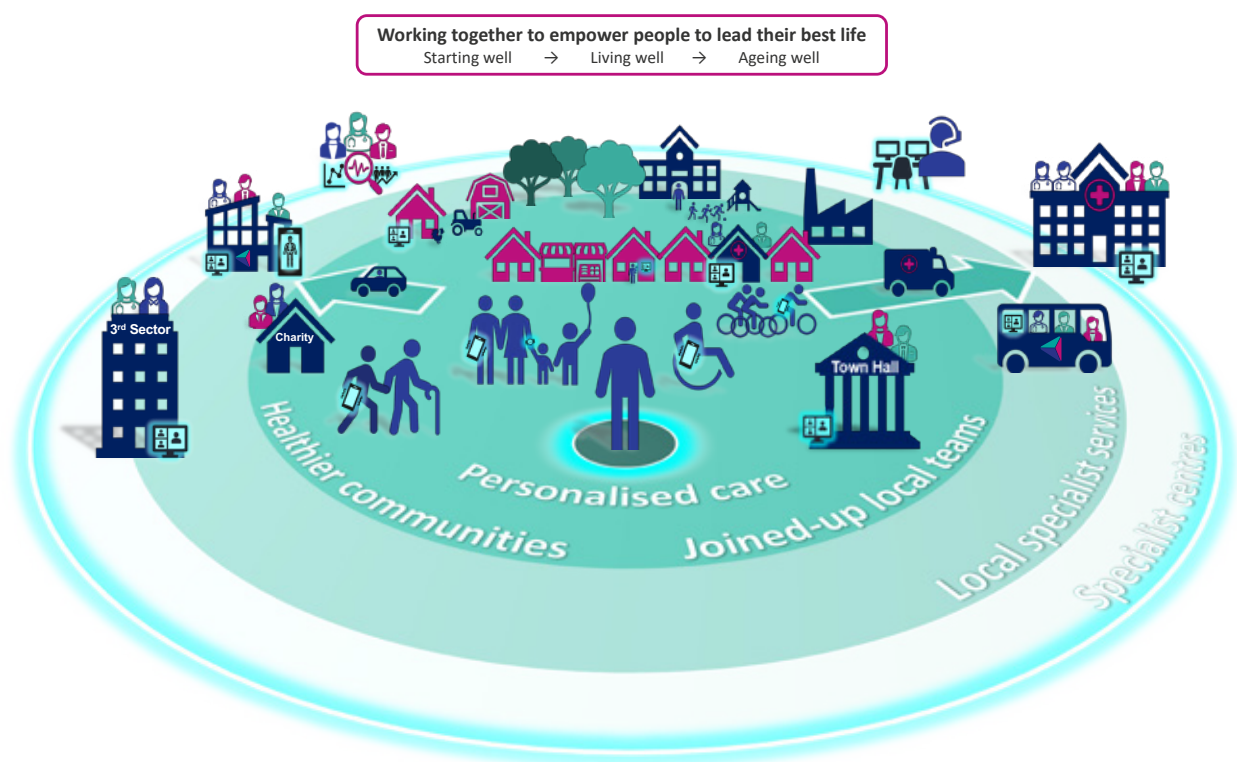 Working together to empower people to lead their best life
Starting well → Living well → Ageing well
3rd Sector
Charity
Town Hall
Personalised care
Healthier communities
Joined-up local teams
Local specialist services
Specialist centres